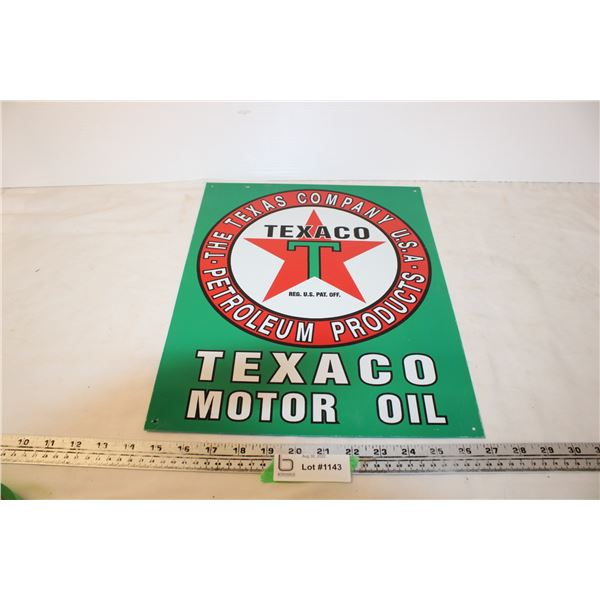 · THE TEXAS COMPANY U.S.A ·
TEXACO
T
REG. U.S. PAT. OFF.
PETROLEUM PRODUCTS
TEXACO
MOTOR OIL
10 11 12 13 14 15 16 17 18 19 20 21 22 23 24 25 26 27 28 29 30
b
Lot #1143